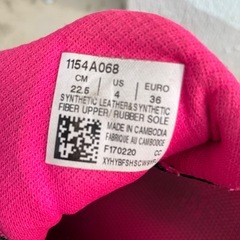 1154A068
CM US EURO
22.5 4 36
SYNTHETIC LEATHER&SYNTHETIC
FIBER UPPER/RUBBER SOLE
MADE IN CAMBODIA
FABRIQUE AU CAMBODGE
F170220 CC